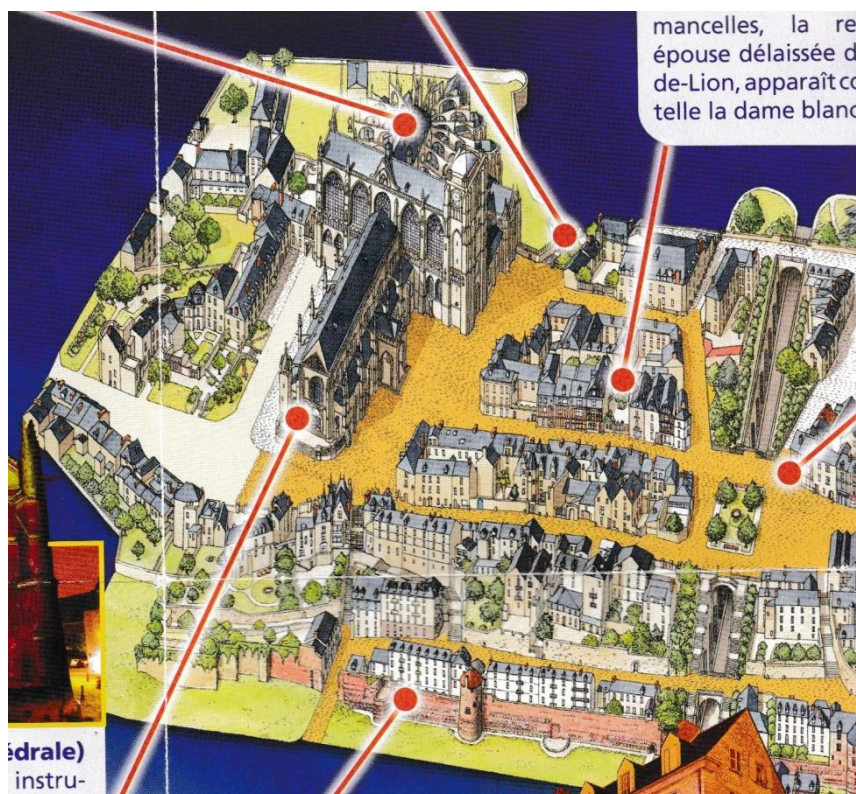 mancelles, la re
épouse délaissée d
de-Lion, apparaît co
telle la dame blanc
édrale)
instru-